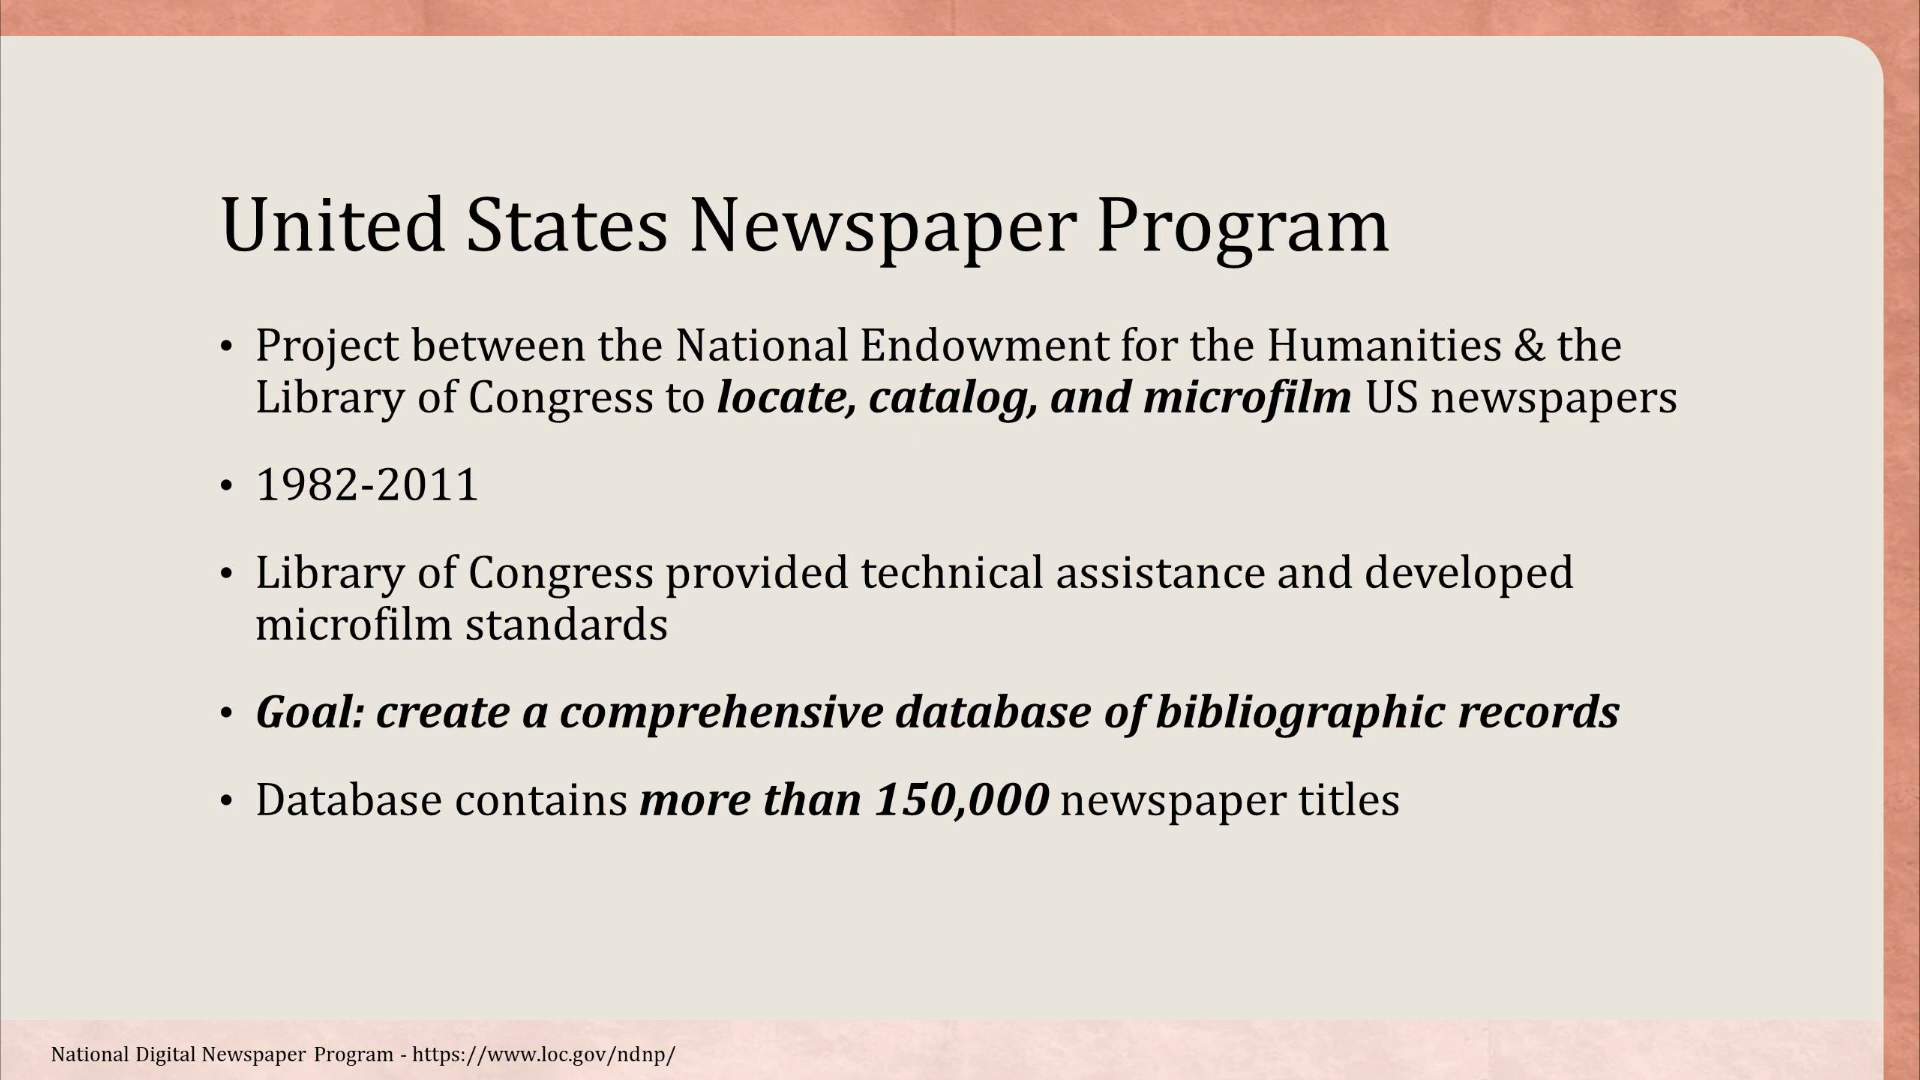 United States Newspaper Program
• Project between the National Endowment for the Humanities & the
Library of Congress to locate, catalog, and microfilm US newspapers
• 1982-2011
• Library of Congress provided technical assistance and developed
microfilm standards
• Goal: create a comprehensive database of bibliographic records
• Database contains more than 150,000 newspaper titles
National Digital Newspaper Program - https://www.loc.gov/ndnp/